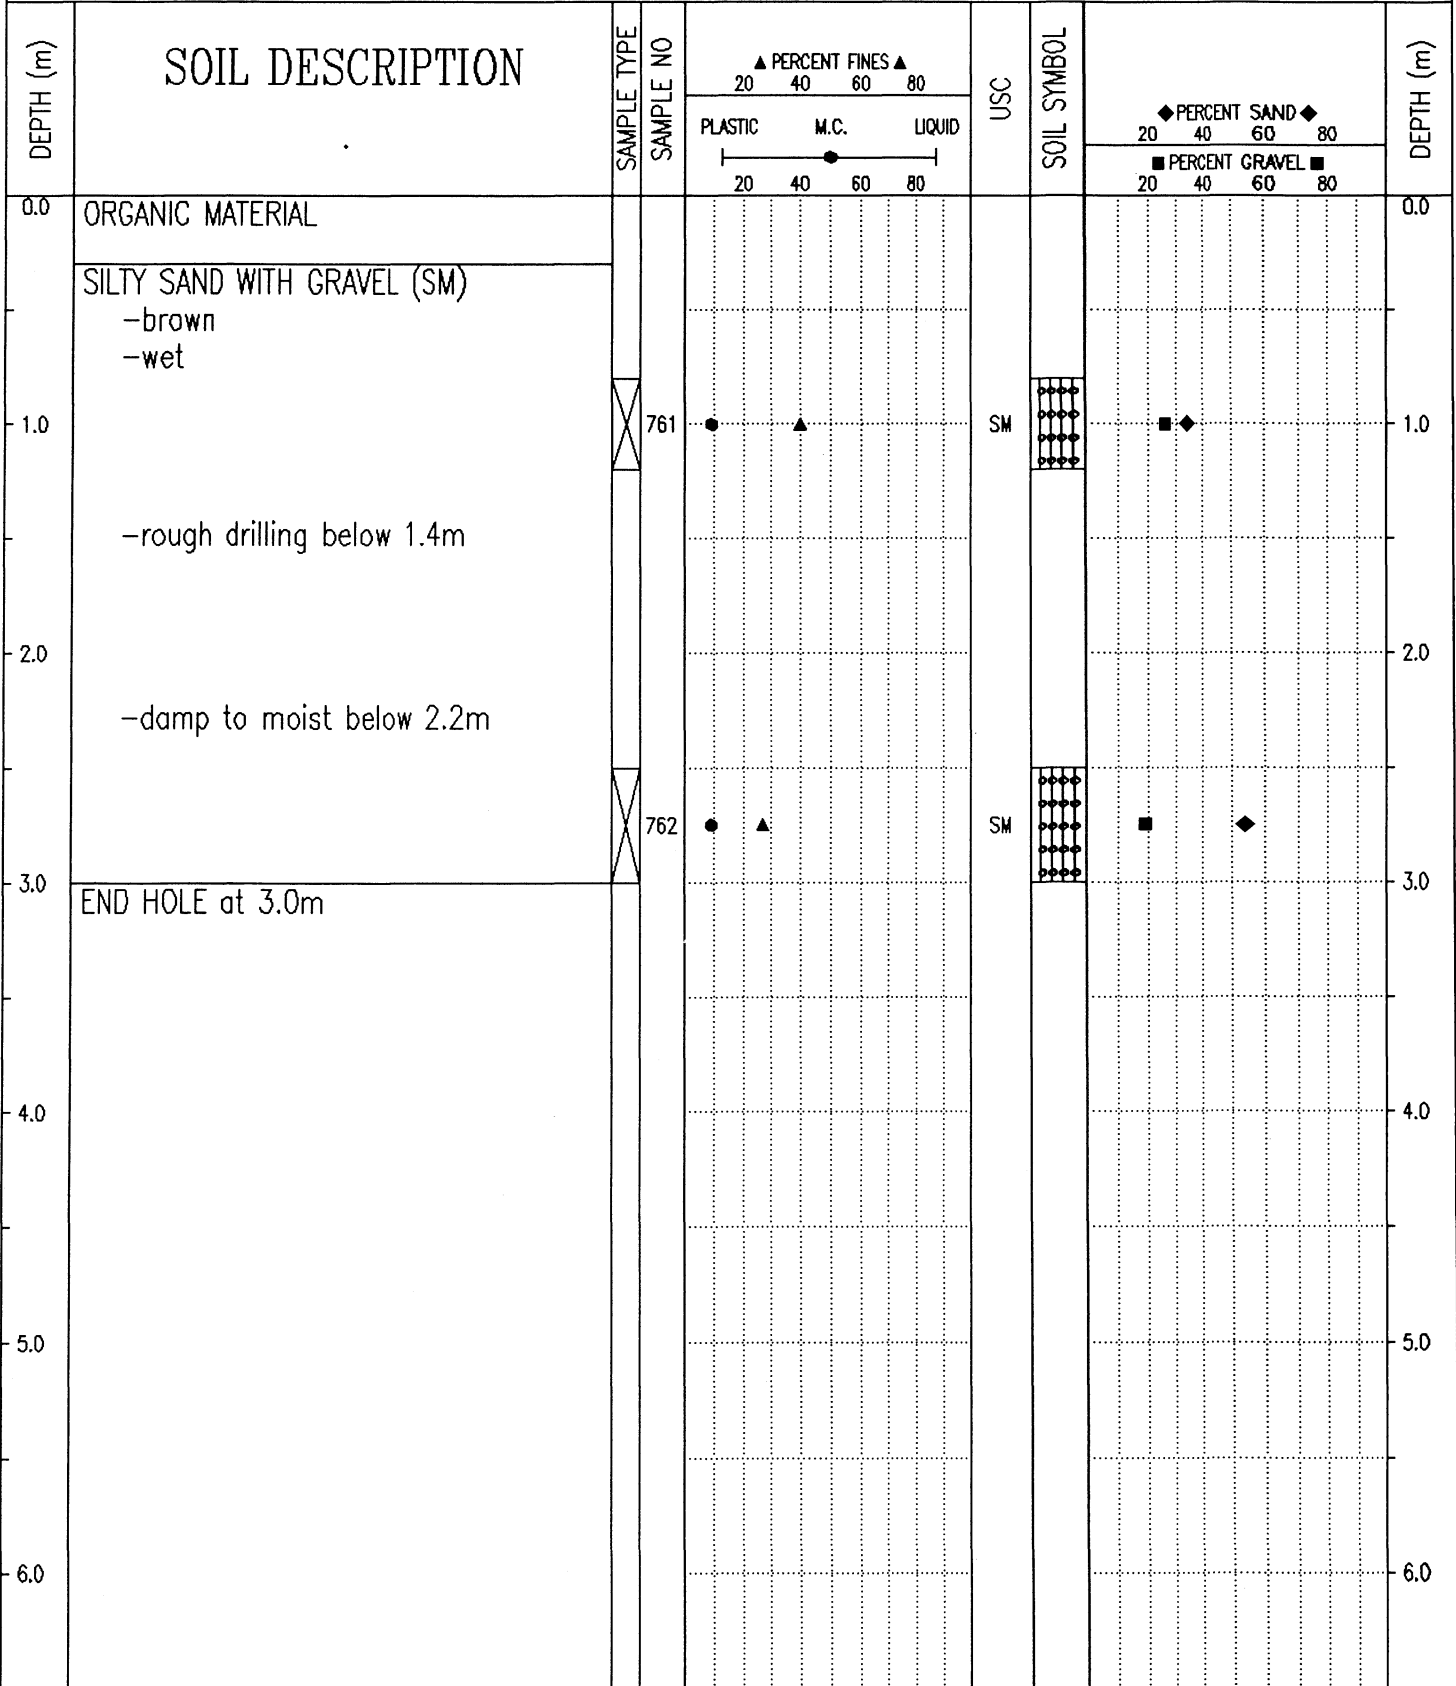 DEPTH (m)
SOIL DESCRIPTION
SAMPLE TYPE
SAMPLE NO
▲ PERCENT FINES ▲
20 40 60 80
PLASTIC M.C. LIQUID
20 40 60 80
USC
SOIL SYMBOL
◆ PERCENT SAND ◆
20 40 60 80
■ PERCENT GRAVEL ■
20 40 60 80
DEPTH (m)
0.0 ORGANIC MATERIAL 0.0
SILTY SAND WITH GRAVEL (SM)
-brown
-wet
1.0 761 SM 1.0
-rough drilling below 1.4m
2.0 2.0
-damp to moist below 2.2m
762 SM
3.0 3.0
END HOLE at 3.0m
4.0 4.0
5.0 5.0
6.0 6.0